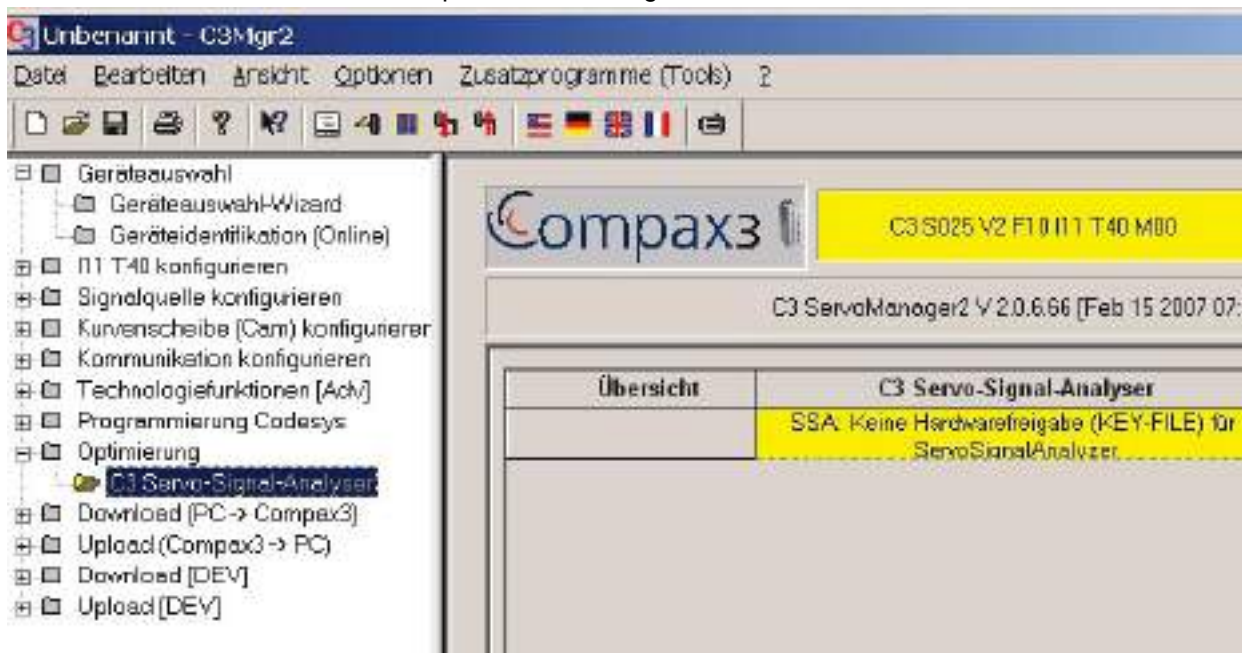 Unbenannt - C3Mgr2
Datei Bearbeiten Ansicht Optionen Zusatzprogramme (Tools) ?
Geräteauswahl
Geräteauswahl-Wizard
Geräteidentifikation (Online)
I11 T40 konfigurieren
Signalquelle konfigurieren
Kurvenscheibe (Cam) konfigurieren
Kommunikation konfigurieren
Technologiefunktionen [Adv]
Programmierung Codesys
Optimierung
C3 Servo-Signal-Analyser
Download (PC-> Compax3)
Upload (Compax3 -> PC)
Download [DEV]
Upload [DEV]
Compax3
C3 S025 V2 F10 I11 T40 M00
C3 ServoManager2 V 2.0.6.66 [Feb 15 2007 07:
Übersicht
C3 Servo-Signal-Analyser
SSA: Keine Hardwarefreigabe (KEY-FILE) für
ServoSignalAnalyzer